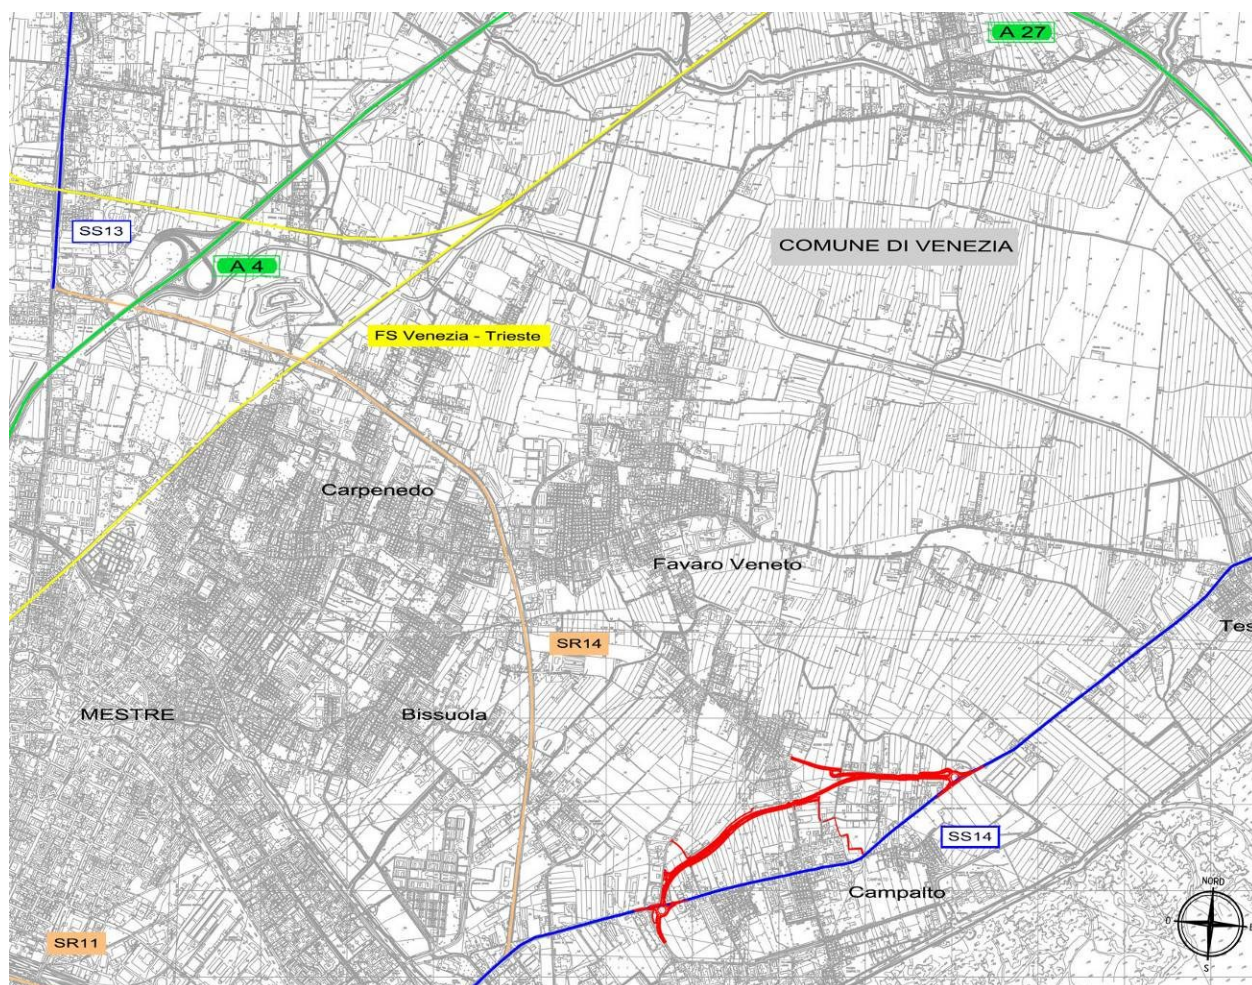 A 27
SS13
COMUNE DI VENEZIA
A 4
FS Venezia - Trieste
Carpenedo
Favaro Veneto
Tes
SR14
MESTRE
Bissuola
SS14
Campalto
NORD
O
E
S
SR11